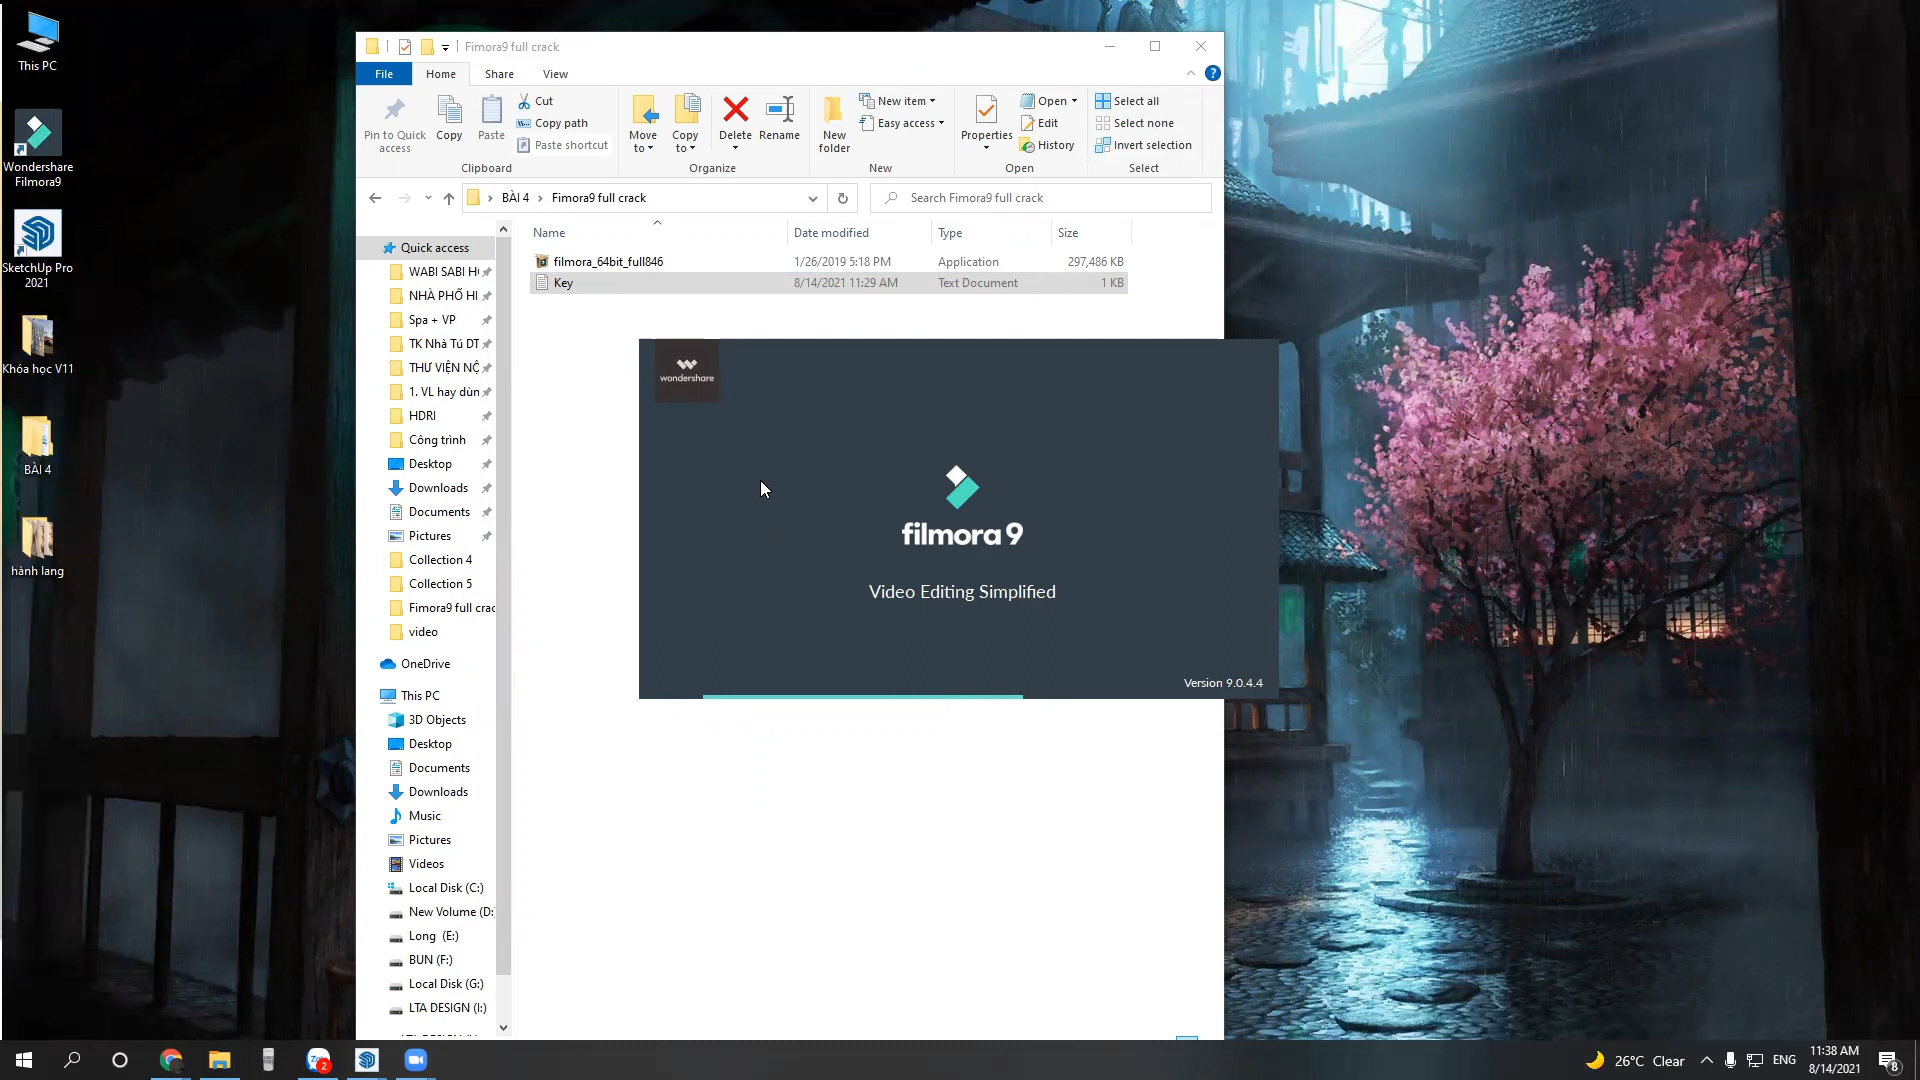 This PC
Wondershare
Filmora9
SketchUp Pro
2021
Khóa học V11
BÀI 4
hành lang
Fimora9 full crack
File
Home
Share
View
Pin to Quick
access
Copy
Paste
Cut
Copy path
Paste shortcut
Clipboard
Move
to
Copy
to
Delete
Rename
Organize
New
folder
New item
Easy access
New
Properties
Open
Edit
History
Open
Select all
Select none
Invert selection
Select
BÀI 4
Fimora9 full crack
Search Fimora9 full crack
Name
Date modified
Type
Size
filmora_64bit_full846
1/26/2019 5:18 PM
Application
297,486 KB
Key
8/14/2021 11:29 AM
Text Document
1 KB
Quick access
WABI SABI H
NHÀ PHỐ HI
Spa + VP
TK Nhà Tú DT
THƯ VIỆN NỘ
1. VL hay dùn
HDRI
Công trình
Desktop
Downloads
Documents
Pictures
Collection 4
Collection 5
Fimora9 full crac
video
OneDrive
This PC
3D Objects
Desktop
Documents
Downloads
Music
Pictures
Videos
Local Disk (C:)
New Volume (D:
Long (E:)
BUN (F:)
Local Disk (G:)
LTA DESIGN (I:)
wondershare
filmora 9
Video Editing Simplified
Version 9.0.4.4
2
26°C Clear
ENG
11:38 AM
8/14/2021
8